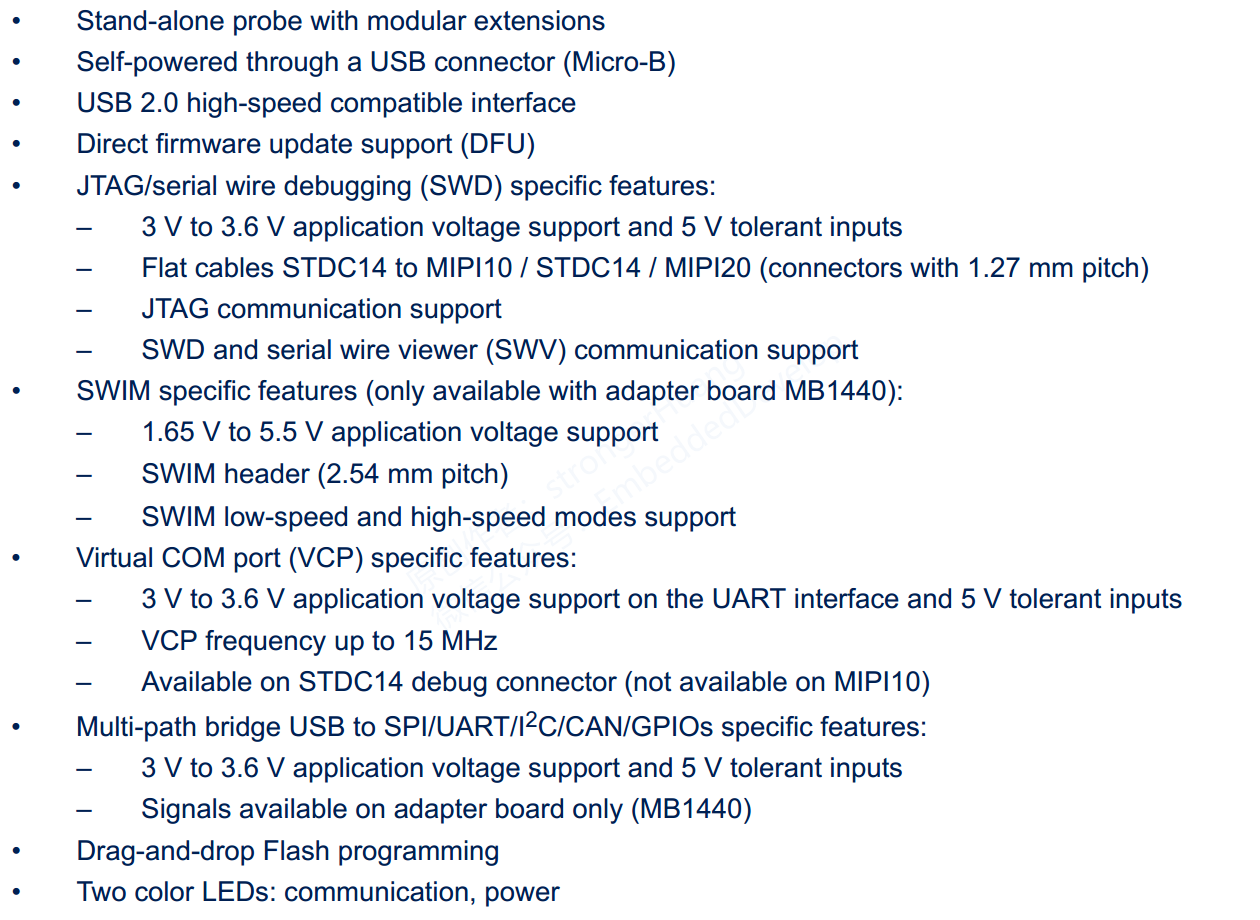 • Stand-alone probe with modular extensions
• Self-powered through a USB connector (Micro-B)
• USB 2.0 high-speed compatible interface
• Direct firmware update support (DFU)
• JTAG/serial wire debugging (SWD) specific features:
– 3 V to 3.6 V application voltage support and 5 V tolerant inputs
– Flat cables STDC14 to MIPI10 / STDC14 / MIPI20 (connectors with 1.27 mm pitch)
– JTAG communication support
– SWD and serial wire viewer (SWV) communication support
• SWIM specific features (only available with adapter board MB1440):
– 1.65 V to 5.5 V application voltage support
– SWIM header (2.54 mm pitch)
– SWIM low-speed and high-speed modes support
• Virtual COM port (VCP) specific features:
– 3 V to 3.6 V application voltage support on the UART interface and 5 V tolerant inputs
– VCP frequency up to 15 MHz
– Available on STDC14 debug connector (not available on MIPI10)
• Multi-path bridge USB to SPI/UART/I²C/CAN/GPIOs specific features:
– 3 V to 3.6 V application voltage support and 5 V tolerant inputs
– Signals available on adapter board only (MB1440)
• Drag-and-drop Flash programming
• Two color LEDs: communication, power